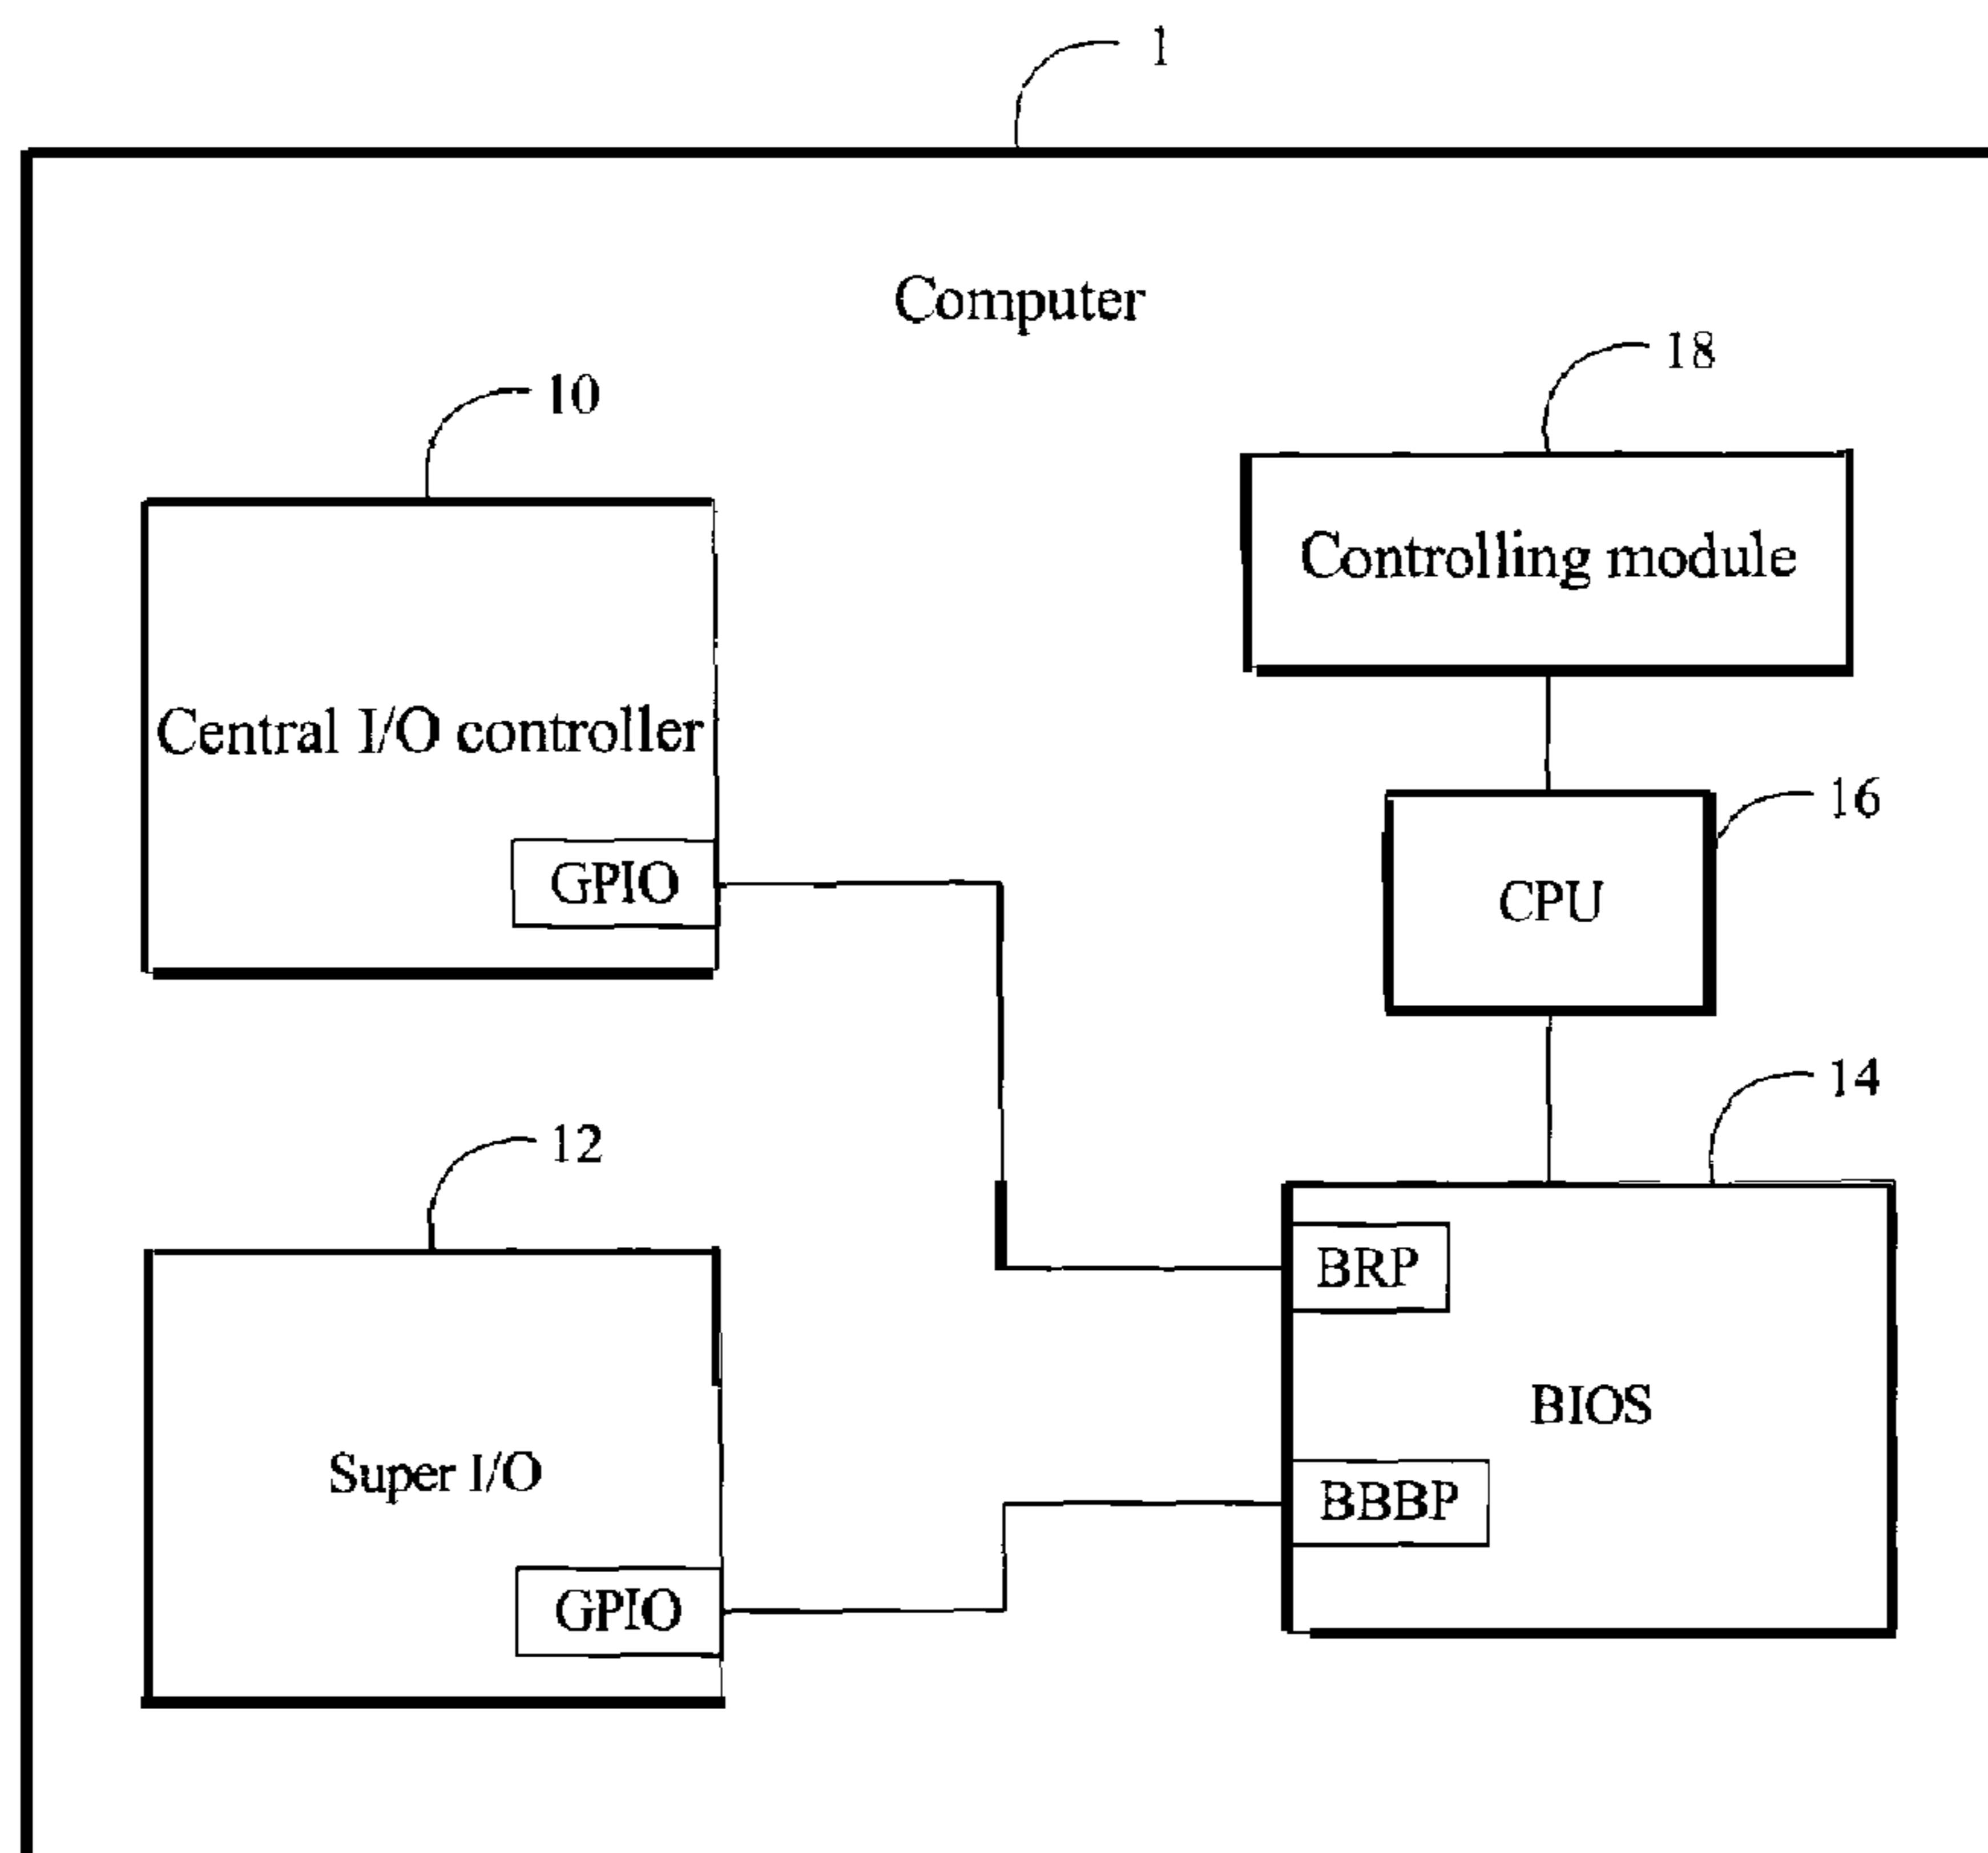 1
Computer
18
10
Controlling module
Central I/O controller
16
GPIO
CPU
14
12
BRP
BIOS
Super I/O
BBBP
GPIO